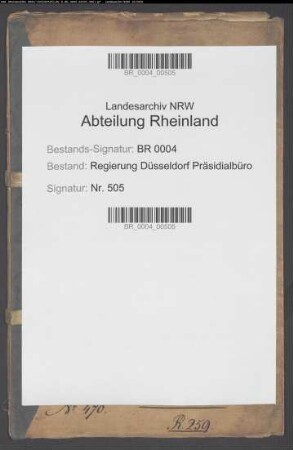 BR_0004_00505
Landesarchiv NRW
Abteilung Rheinland
Bestands-Signatur: BR 0004
Bestand: Regierung Düsseldorf Präsidialbüro
Signatur: Nr. 505
BR_0004_00505
No 470.
R. 259